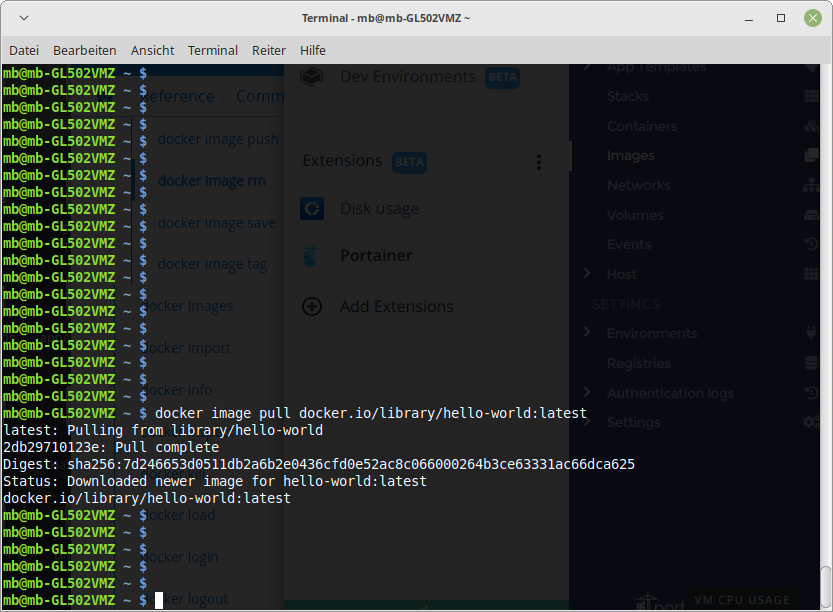 Terminal - mb@mb-GL502VMZ ~
Datei Bearbeiten Ansicht Terminal Reiter Hilfe
mb@mb-GL502VMZ ~ $
mb@mb-GL502VMZ ~ $ Dev Environments BETA App Templates
mb@mb-GL502VMZ ~ $ Reference / Comm Stacks
mb@mb-GL502VMZ ~ $
mb@mb-GL502VMZ ~ $ Containers
mb@mb-GL502VMZ ~ $ docker image push
mb@mb-GL502VMZ ~ $ Extensions BETA Images
mb@mb-GL502VMZ ~ $ docker image rm Networks
mb@mb-GL502VMZ ~ $
mb@mb-GL502VMZ ~ $ docker image save Disk usage Volumes
mb@mb-GL502VMZ ~ $
mb@mb-GL502VMZ ~ $ Portainer Events
mb@mb-GL502VMZ ~ $ docker image tag Host
mb@mb-GL502VMZ ~ $
mb@mb-GL502VMZ ~ $ docker images Add Extensions SETTINGS
mb@mb-GL502VMZ ~ $ Environments
mb@mb-GL502VMZ ~ $ docker import
mb@mb-GL502VMZ ~ $ Registries
mb@mb-GL502VMZ ~ $ docker info
mb@mb-GL502VMZ ~ $ Authentication logs
mb@mb-GL502VMZ ~ $ docker image pull docker.io/library/hello-world:latest
Settings
latest: Pulling from library/hello-world
2db29710123e: Pull complete
Digest: sha256:7d246653d0511db2a6b2e0436cfd0e52ac8c066000264b3ce63331ac66dca625
Status: Downloaded newer image for hello-world:latest
docker.io/library/hello-world:latest
mb@mb-GL502VMZ ~ $ docker load
mb@mb-GL502VMZ ~ $
mb@mb-GL502VMZ ~ $ docker login
mb@mb-GL502VMZ ~ $
mb@mb-GL502VMZ ~ $
mb@mb-GL502VMZ ~ $ docker logout port VM CPU USAGE